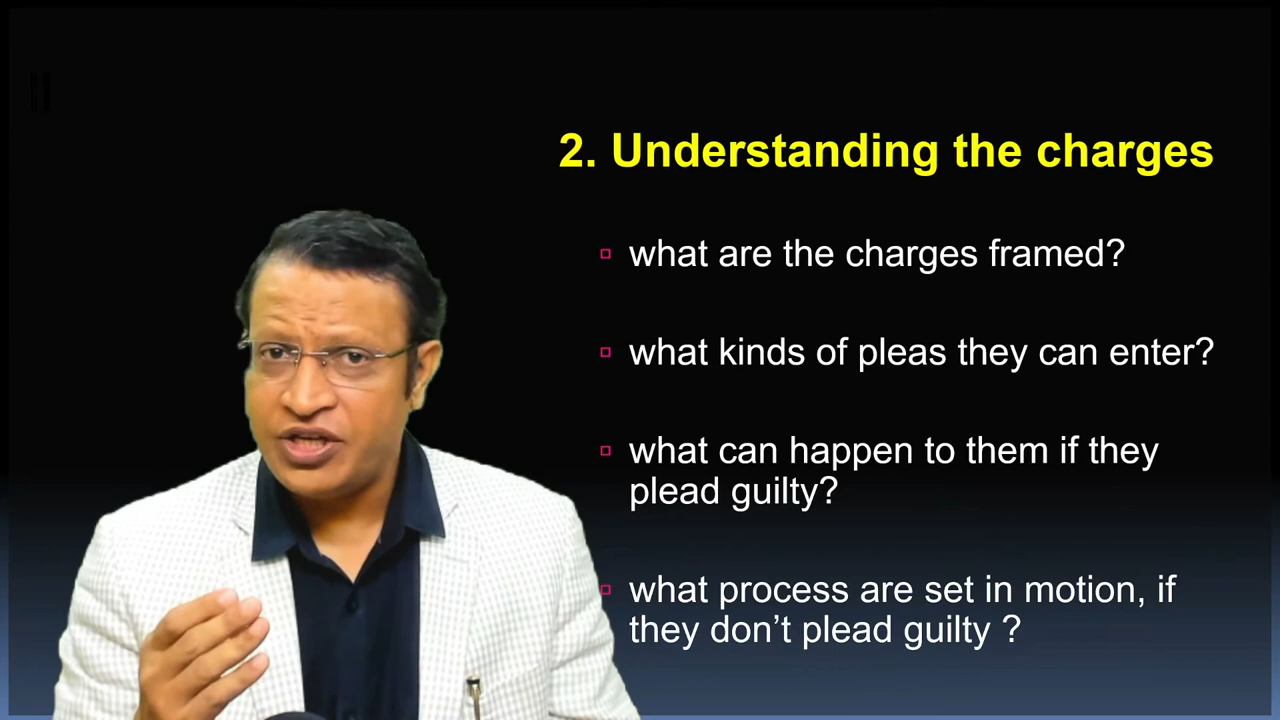 2. Understanding the charges
what are the charges framed?
what kinds of pleas they can enter?
what can happen to them if they
plead guilty?
what process are set in motion, if
they don’t plead guilty ?